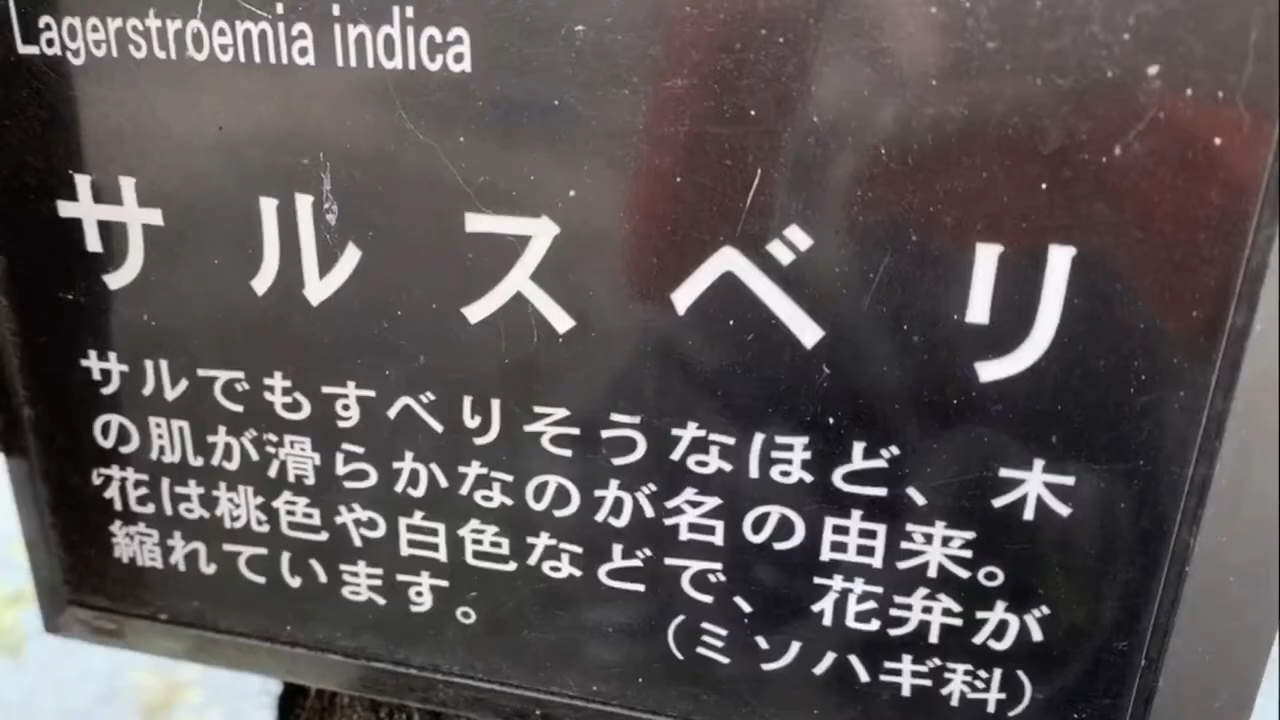 Lagerstroemia indica
サルスベリ
サルでもすべりそうなほど、木
の肌が滑らかなのが名の由来。
花は桃色や白色などで、花弁が
縮れています。
（ミソハギ科）